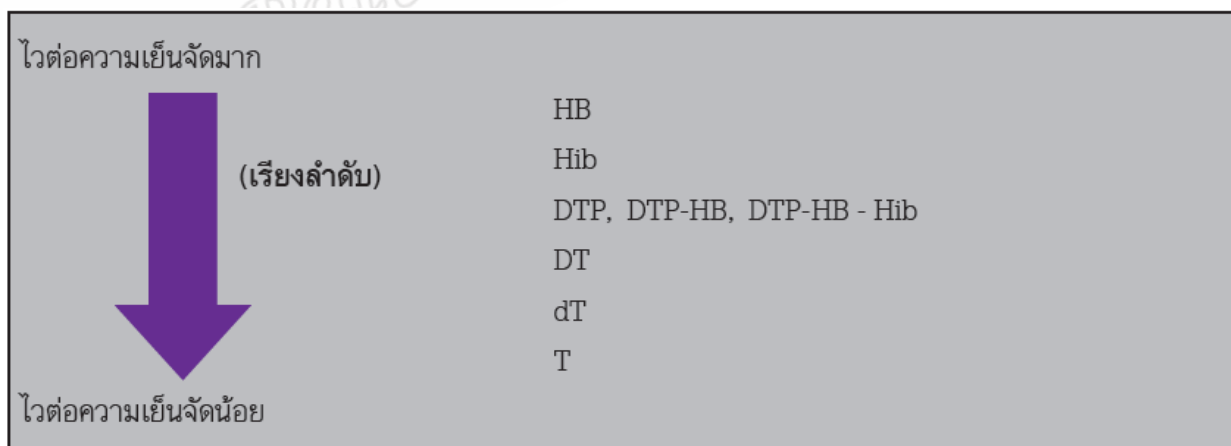 ไวต่อความเย็นจัดมาก
HB
Hib
(เรียงลำดับ)
DTP, DTP-HB, DTP-HB - Hib
DT
dT
T
ไวต่อความเย็นจัดน้อย